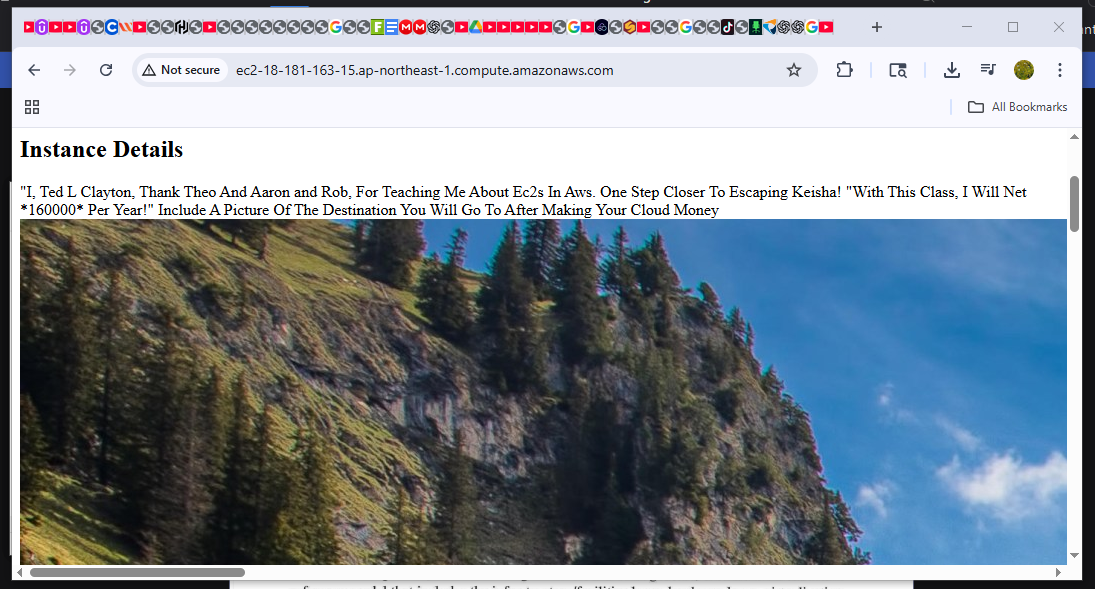 Not secure
ec2-18-181-163-15.ap-northeast-1.compute.amazonaws.com
All Bookmarks
Instance Details
"I, Ted L Clayton, Thank Theo And Aaron and Rob, For Teaching Me About Ec2s In Aws. One Step Closer To Escaping Keisha! "With This Class, I Will Net
*160000* Per Year!" Include A Picture Of The Destination You Will Go To After Making Your Cloud Money